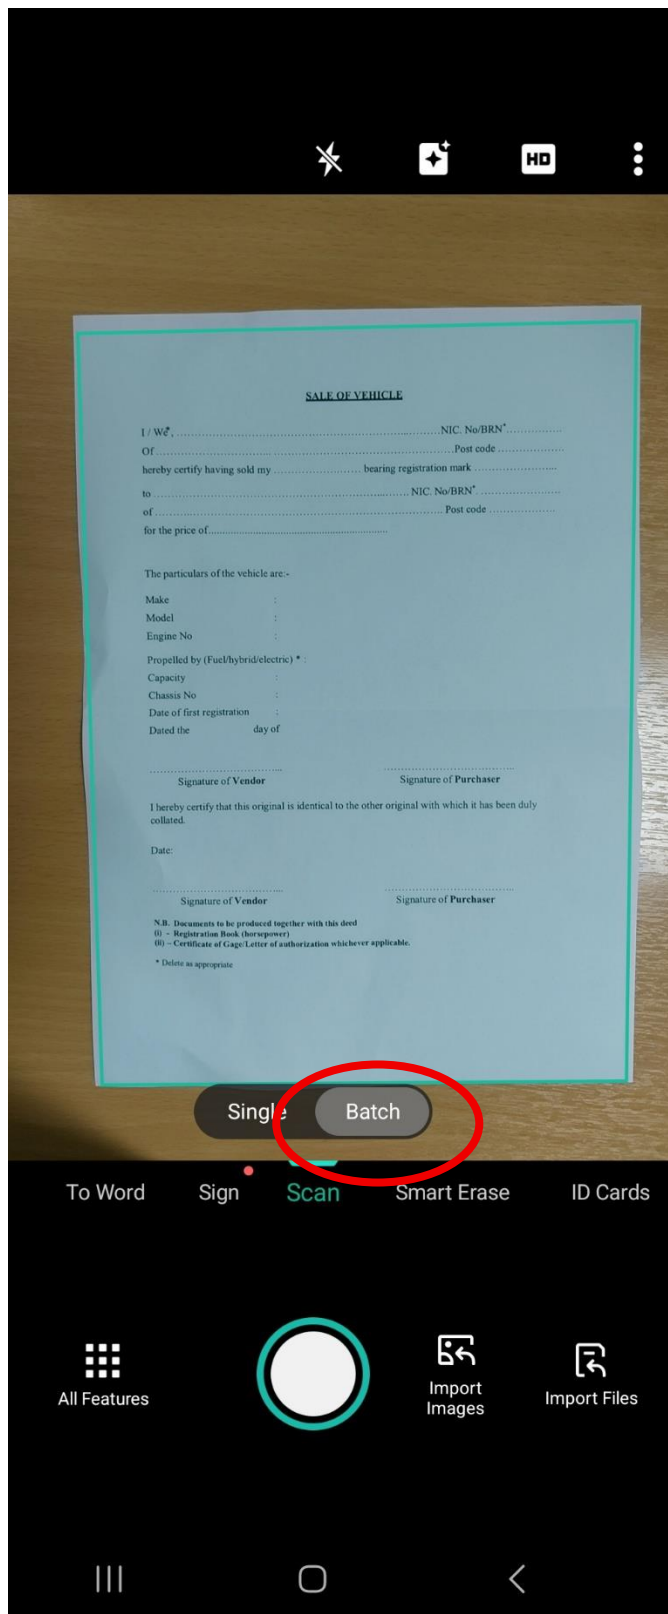 HD
SALE OF VEHICLE
I / We*, ............................................................NIC. No/BRN*...............
Of ....................................................................Post code ..................
hereby certify having sold my ...................... bearing registration mark .....................
to ............................................................ NIC. No/BRN*. .....................
of ................................................................... Post code .................
for the price of..............................................
The particulars of the vehicle are:-
Make :
Model :
Engine No :
Propelled by (Fuel/hybrid/electric) * :
Capacity :
Chassis No :
Date of first registration :
Dated the day of
.................................. ..................................
Signature of Vendor Signature of Purchaser
I hereby certify that this original is identical to the other original with which it has been duly
collated.
Date:
.................................. ..................................
Signature of Vendor Signature of Purchaser
N.B. Documents to be produced together with this deed
(i) – Registration Book (horsepower)
(ii) – Certificate of Gage/Letter of authorization whichever applicable.
* Delete as appropriate
Single Batch
To Word Sign Scan Smart Erase ID Cards
All Features Import Images Import Files